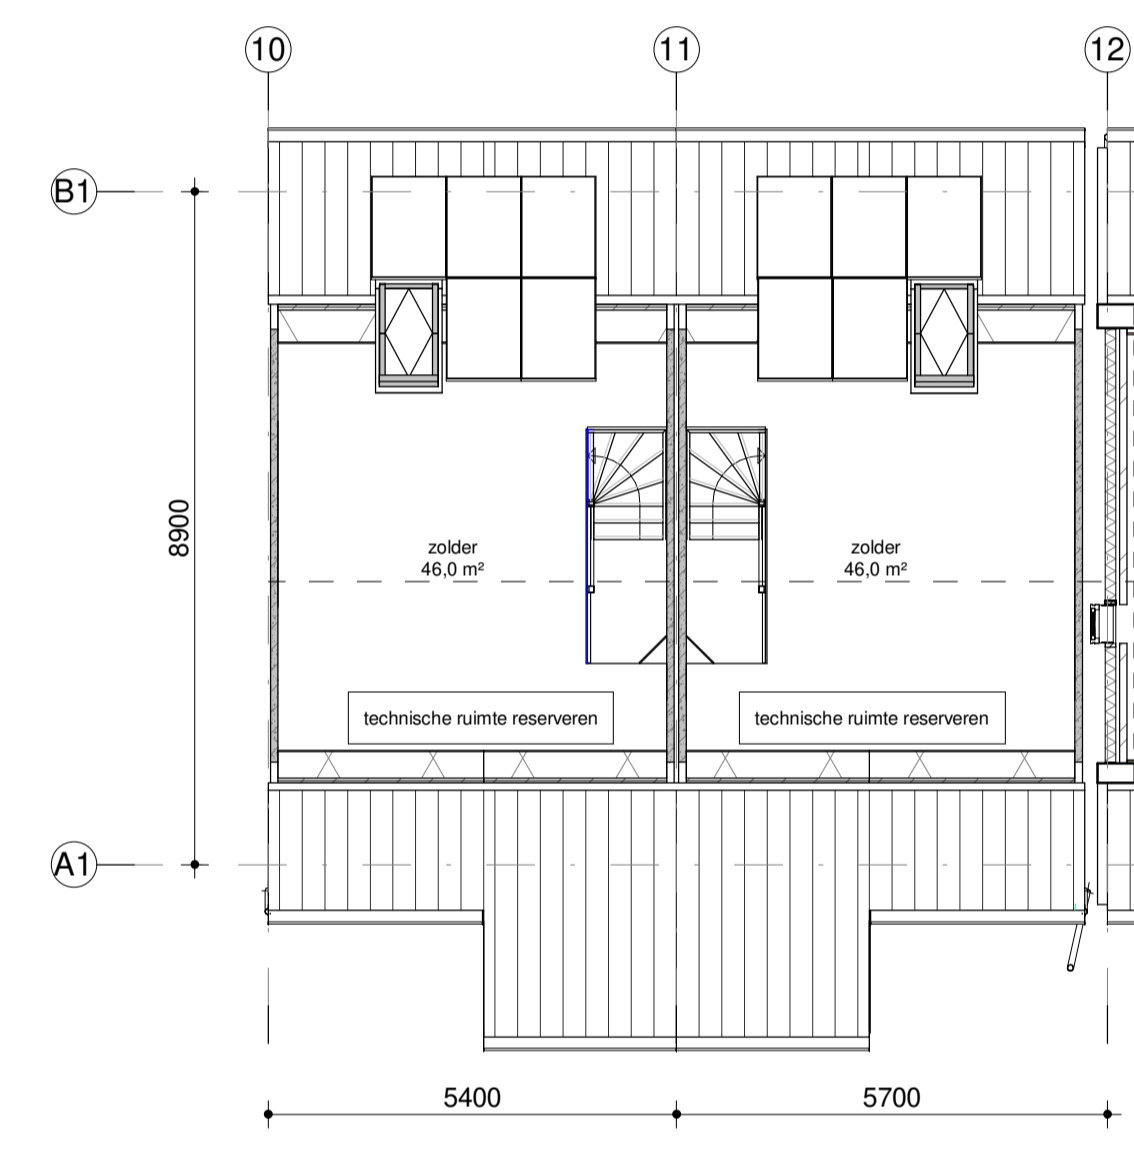 10
11
12
B1
8900
zolder
46,0 m²
zolder
46,0 m²
technische ruimte reserveren
technische ruimte reserveren
A1
5400
5700